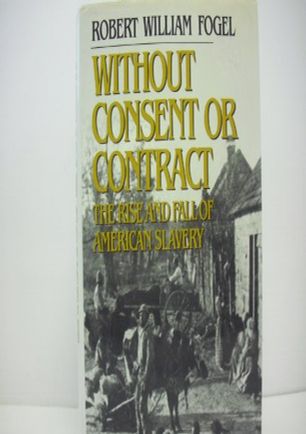 ROBERT WILLIAM FOGEL
WITHOUT
CONSENT OR
CONTRACT
THE RISE AND FALL OF
AMERICAN SLAVERY